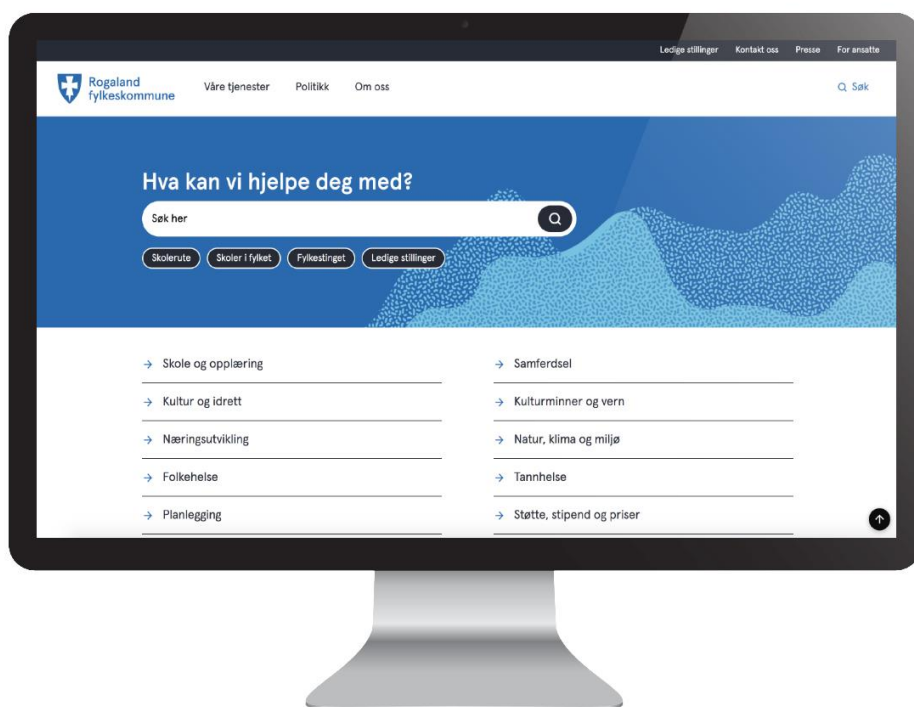 Ledige stillinger Kontakt oss Presse For ansatte
Rogaland
fylkeskommune
Våre tjenester Politikk Om oss
Søk
Hva kan vi hjelpe deg med?
Søk her
Skolerute Skoler i fylket Fylkestinget Ledige stillinger
Skole og opplæring
Samferdsel
Kultur og idrett
Kulturminner og vern
Næringsutvikling
Natur, klima og miljø
Folkehelse
Tannhelse
Planlegging
Støtte, stipend og priser